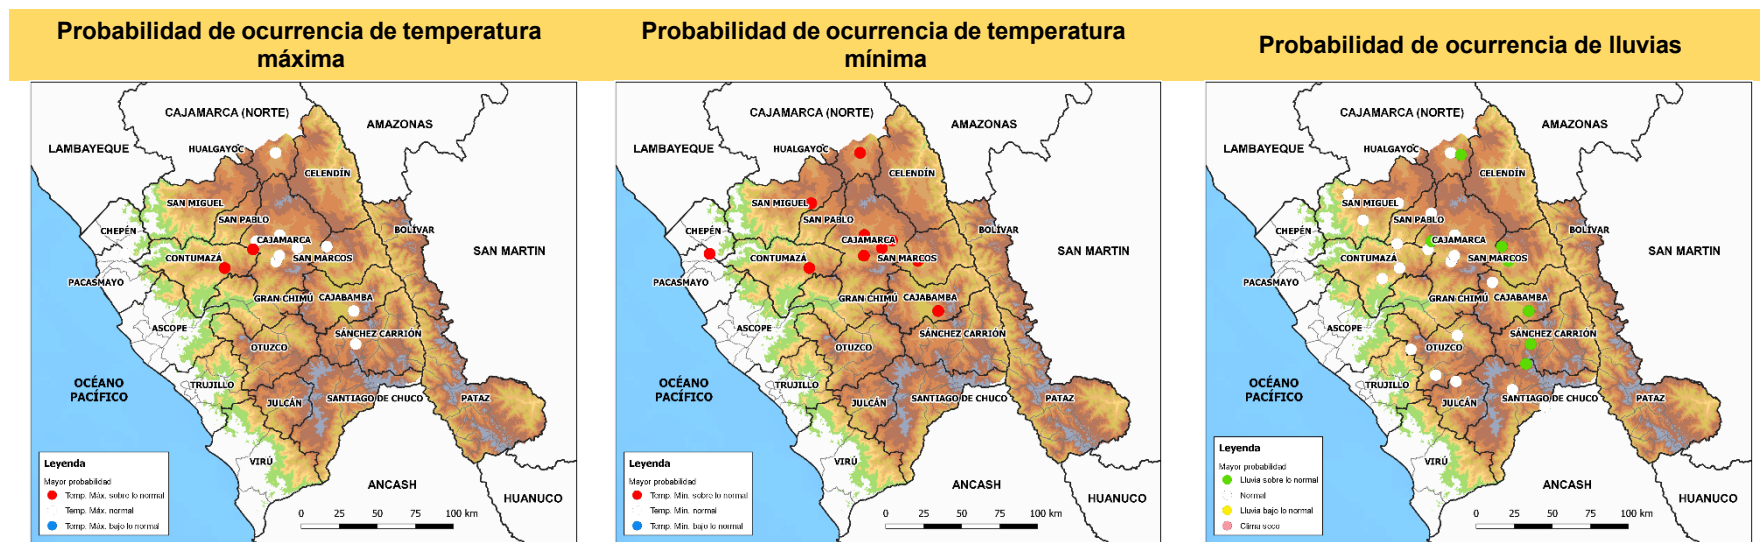 Probabilidad de ocurrencia de temperatura
máxima
Probabilidad de ocurrencia de temperatura
mínima
Probabilidad de ocurrencia de lluvias
CAJAMARCA (NORTE)
AMAZONAS
LAMBAYEQUE
HUALGAYOC
CELENDÍN
SAN MIGUEL
SAN PABLO
CHEPÉN
BOLÍVAR
CAJAMARCA
SAN MARTIN
CONTUMAZÁ
SAN MARCOS
PACASMAYO
GRAN CHIMÚ
CAJABAMBA
ASCOPE
SÁNCHEZ CARRIÓN
OTUZCO
OCÉANO
PACÍFICO
TRUJILLO
JULCÁN
SANTIAGO DE CHUCO
PATAZ
VIRÚ
ANCASH
HUANUCO
Leyenda
Mayor probabilidad
Temp. Máx. sobre lo normal
Temp. Máx. normal
Temp. Máx. bajo lo normal
0 25 50 100 km
CAJAMARCA (NORTE)
AMAZONAS
LAMBAYEQUE
HUALGAYOC
CELENDÍN
SAN MIGUEL
SAN PABLO
CHEPÉN
BOLÍVAR
CAJAMARCA
SAN MARTIN
CONTUMAZÁ
SAN MARCOS
PACASMAYO
GRAN CHIMÚ
CAJABAMBA
ASCOPE
SÁNCHEZ CARRIÓN
OTUZCO
OCÉANO
PACÍFICO
TRUJILLO
JULCÁN
SANTIAGO DE CHUCO
PATAZ
VIRÚ
ANCASH
HUANUCO
Leyenda
Mayor probabilidad
Temp. Mín. sobre lo normal
Temp. Mín. normal
Temp. Mín. bajo lo normal
0 25 50 100 km
CAJAMARCA (NORTE)
AMAZONAS
LAMBAYEQUE
HUALGAYOC
CELENDÍN
SAN MIGUEL
SAN PABLO
CHEPÉN
BOLÍVAR
CAJAMARCA
SAN MARTIN
CONTUMAZÁ
SAN MARCOS
PACASMAYO
GRAN CHIMÚ
CAJABAMBA
ASCOPE
SÁNCHEZ CARRIÓN
OTUZCO
OCÉANO
PACÍFICO
TRUJILLO
JULCÁN
SANTIAGO DE CHUCO
PATAZ
VIRÚ
ANCASH
HUANUCO
Leyenda
Mayor probabilidad
Lluvia sobre lo normal
Normal
Lluvia bajo lo normal
Clima seco
0 25 50 100 km